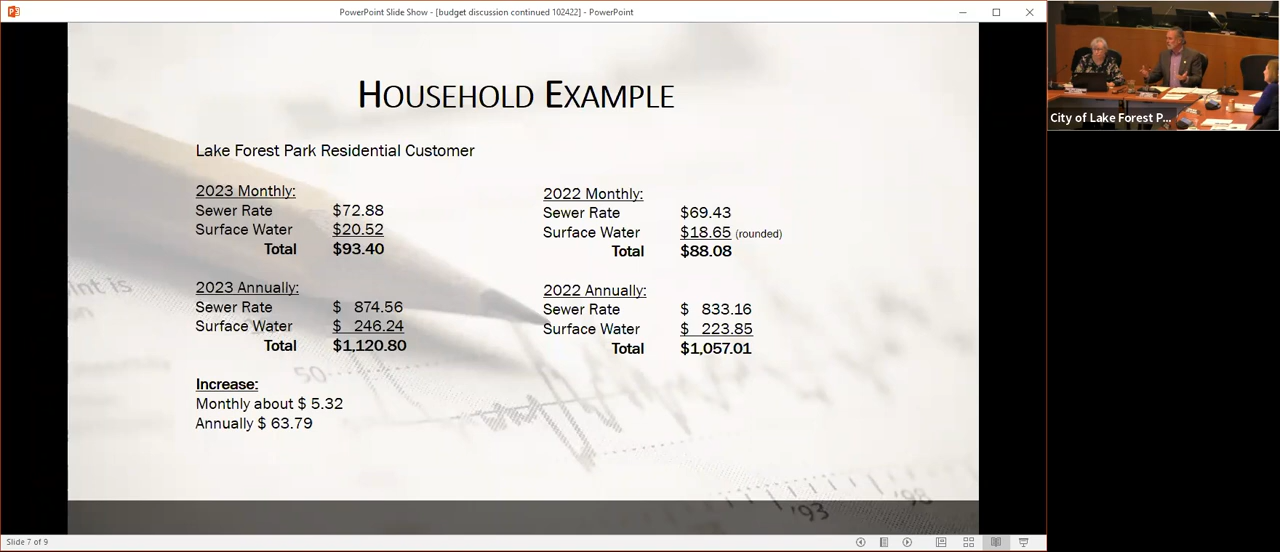 PowerPoint Slide Show - [budget discussion continued 102422] - PowerPoint
HOUSEHOLD EXAMPLE
Lake Forest Park Residential Customer
2023 Monthly:
Sewer Rate $72.88
Surface Water $20.52
Total $93.40
2022 Monthly:
Sewer Rate $69.43
Surface Water $18.65 (rounded)
Total $88.08
2023 Annually:
Sewer Rate $ 874.56
Surface Water $ 246.24
Total $1,120.80
2022 Annually:
Sewer Rate $ 833.16
Surface Water $ 223.85
Total $1,057.01
Increase:
Monthly about $ 5.32
Annually $ 63.79
50
'93
'98
City of Lake Forest P...
Slide 7 of 9